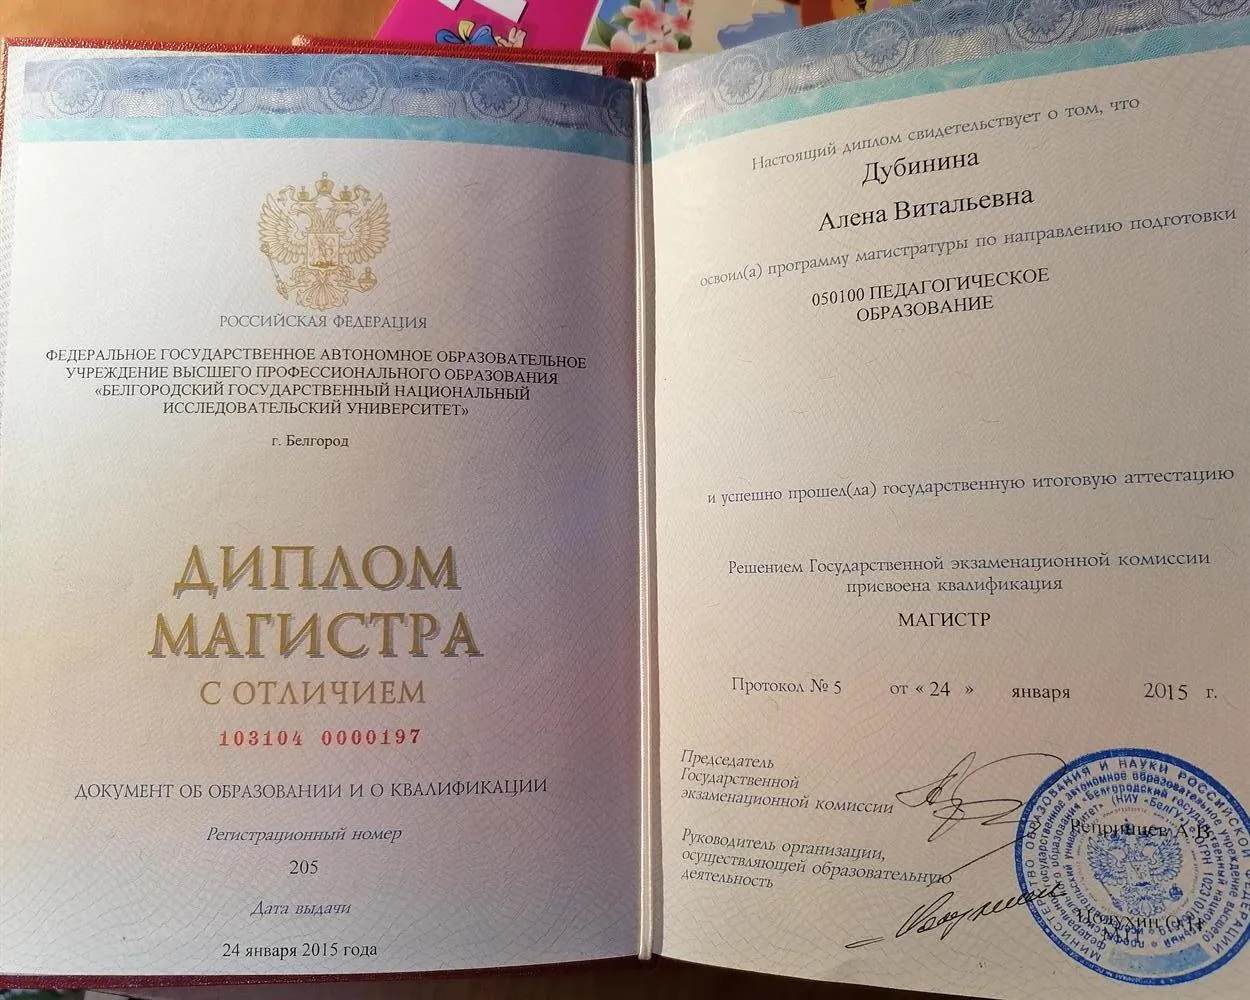 РОССИЙСКАЯ ФЕДЕРАЦИЯ
ФЕДЕРАЛЬНОЕ ГОСУДАРСТВЕННОЕ АВТОНОМНОЕ ОБРАЗОВАТЕЛЬНОЕ
УЧРЕЖДЕНИЕ ВЫСШЕГО ПРОФЕССИОНАЛЬНОГО ОБРАЗОВАНИЯ
«БЕЛГОРОДСКИЙ ГОСУДАРСТВЕННЫЙ НАЦИОНАЛЬНЫЙ
ИССЛЕДОВАТЕЛЬСКИЙ УНИВЕРСИТЕТ»
г. Белгород
ДИПЛОМ
МАГИСТРА
С ОТЛИЧИЕМ
103104 0000197
ДОКУМЕНТ ОБ ОБРАЗОВАНИИ И О КВАЛИФИКАЦИИ
Регистрационный номер
205
Дата выдачи
24 января 2015 года
Настоящий диплом свидетельствует о том, что
Дубинина
Алена Витальевна
освоил(а) программу магистратуры по направлению подготовки
050100 ПЕДАГОГИЧЕСКОЕ
ОБРАЗОВАНИЕ
и успешно прошел(ла) государственную итоговую аттестацию
Решением Государственной экзаменационной комиссии
присвоена квалификация
МАГИСТР
Протокол № 5 от « 24 » января 2015 г.
Председатель
Государственной
экзаменационной комиссии
Репринцев А.В.
Руководитель организации,
осуществляющей образовательную
деятельность
Полухин О.Н.
М.П.